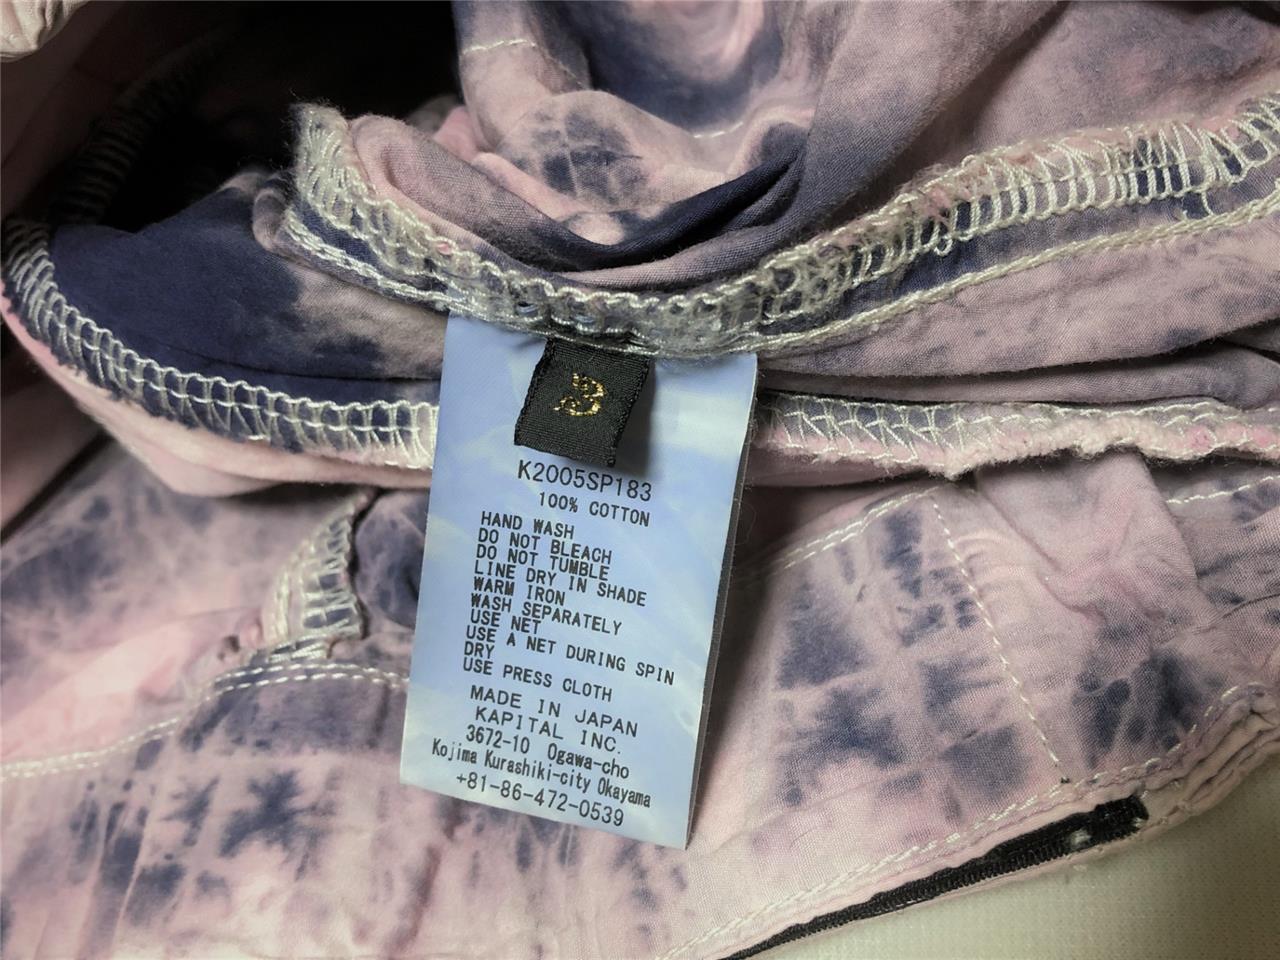 3
K2005SP183
100% COTTON
HAND WASH
DO NOT BLEACH
DO NOT TUMBLE
LINE DRY IN SHADE
WARM IRON
WASH SEPARATELY
USE NET
USE A NET DURING SPIN
DRY
USE PRESS CLOTH
MADE IN JAPAN
KAPITAL INC.
3672-10 Ogawa-cho
Kojima Kurashiki-city Okayama
+81-86-472-0539